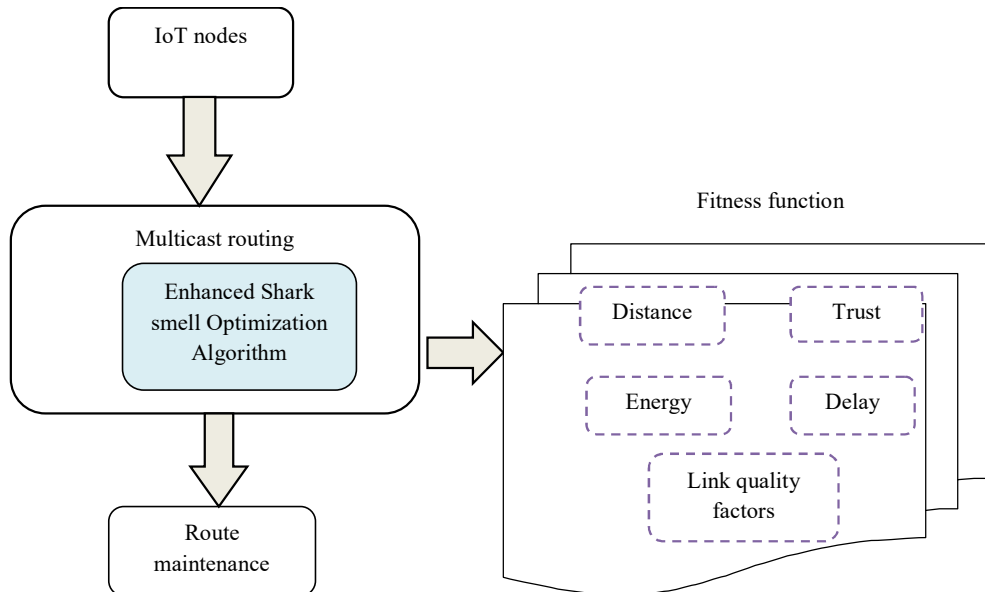 IoT nodes
Multicast routing
Enhanced Shark
smell Optimization
Algorithm
Route
maintenance
Fitness function
Distance
Trust
Energy
Delay
Link quality
factors